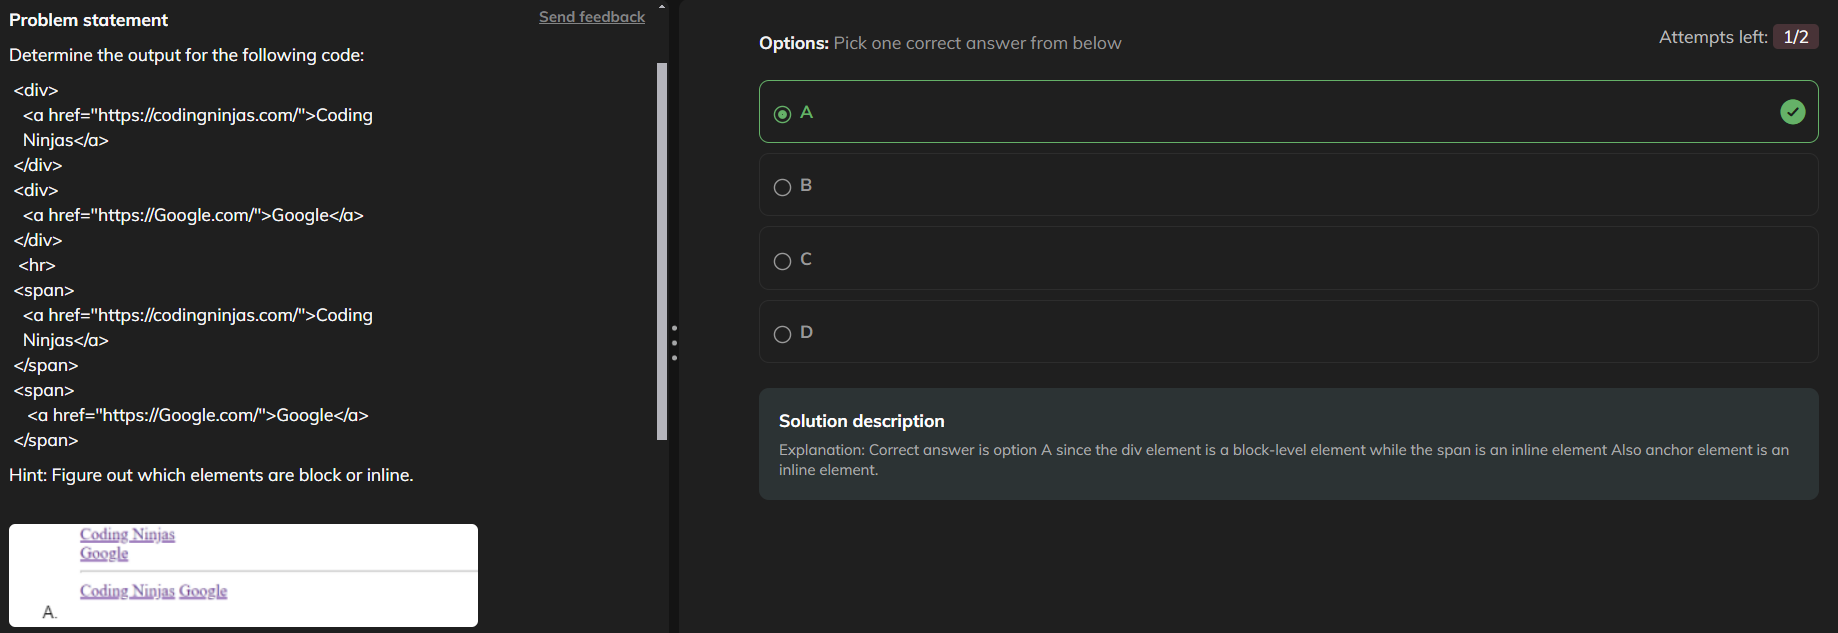 Problem statement
Send feedback
Determine the output for the following code:
<div>
<a href="https://codingninjas.com/">Coding
Ninjas</a>
</div>
<div>
<a href="https://Google.com/">Google</a>
</div>
<hr>
<span>
<a href="https://codingninjas.com/">Coding
Ninjas</a>
</span>
<span>
<a href="https://Google.com/">Google</a>
</span>
Hint: Figure out which elements are block or inline.
Coding Ninjas
Google
Coding Ninjas Google
A.
Options: Pick one correct answer from below
Attempts left: 1/2
A
B
C
D
Solution description
Explanation: Correct answer is option A since the div element is a block-level element while the span is an inline element Also anchor element is an
inline element.